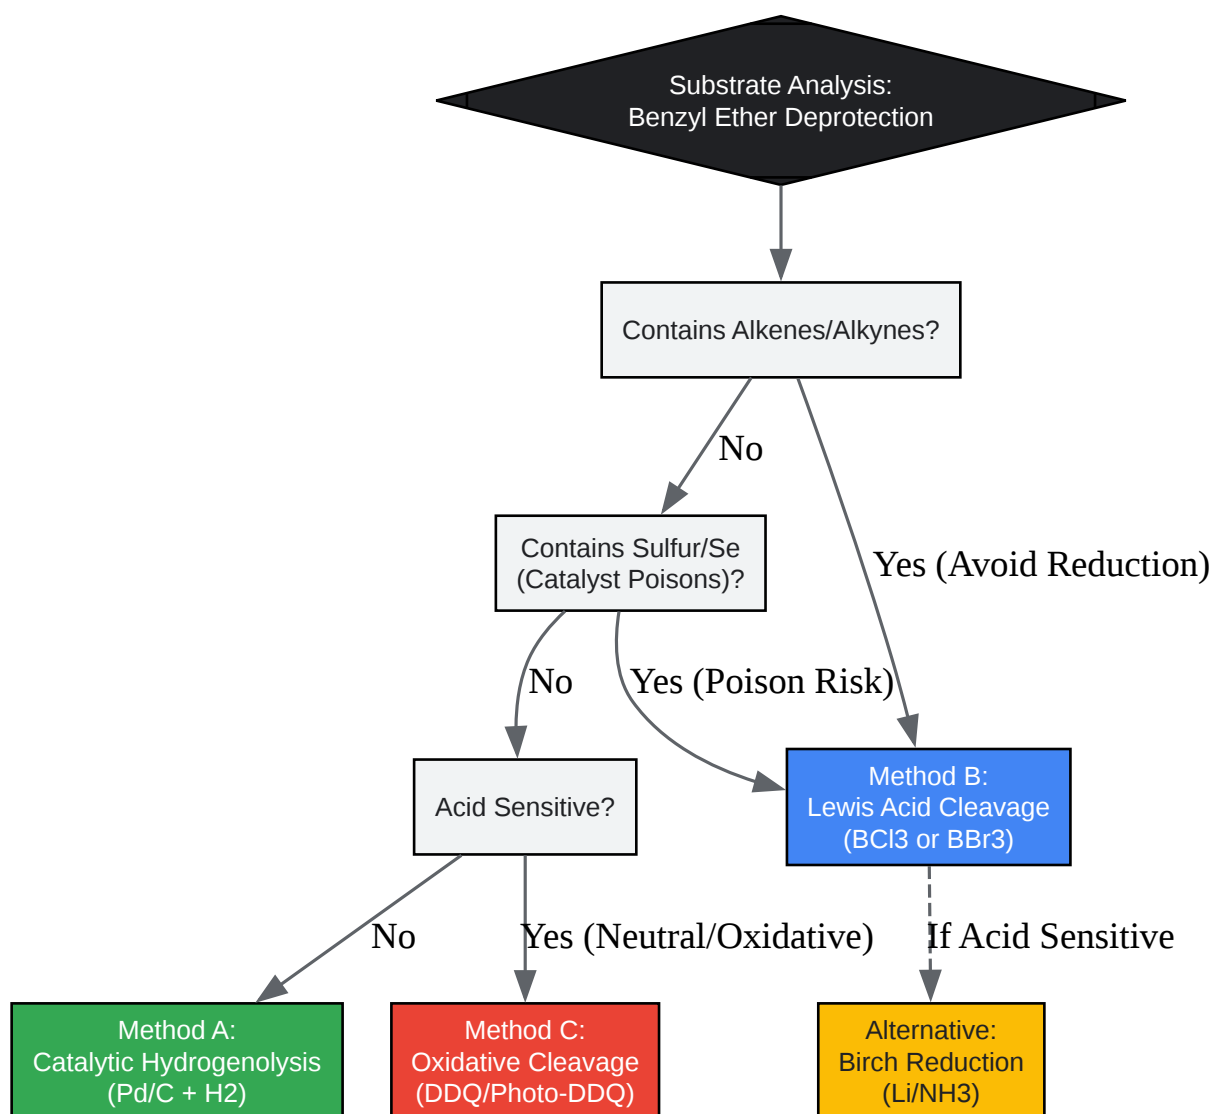 Substrate Analysis:
Benzyl Ether Deprotection
Contains Alkenes/Alkynes?
No
Yes (Avoid Reduction)
Contains Sulfur/Se
(Catalyst Poisons)?
No
Yes (Poison Risk)
Acid Sensitive?
Method B:
Lewis Acid Cleavage
(BCl3 or BBr3)
No
Yes (Neutral/Oxidative)
If Acid Sensitive
Method A:
Catalytic Hydrogenolysis
(Pd/C + H2)
Method C:
Oxidative Cleavage
(DDQ/Photo-DDQ)
Alternative:
Birch Reduction
(Li/NH3)